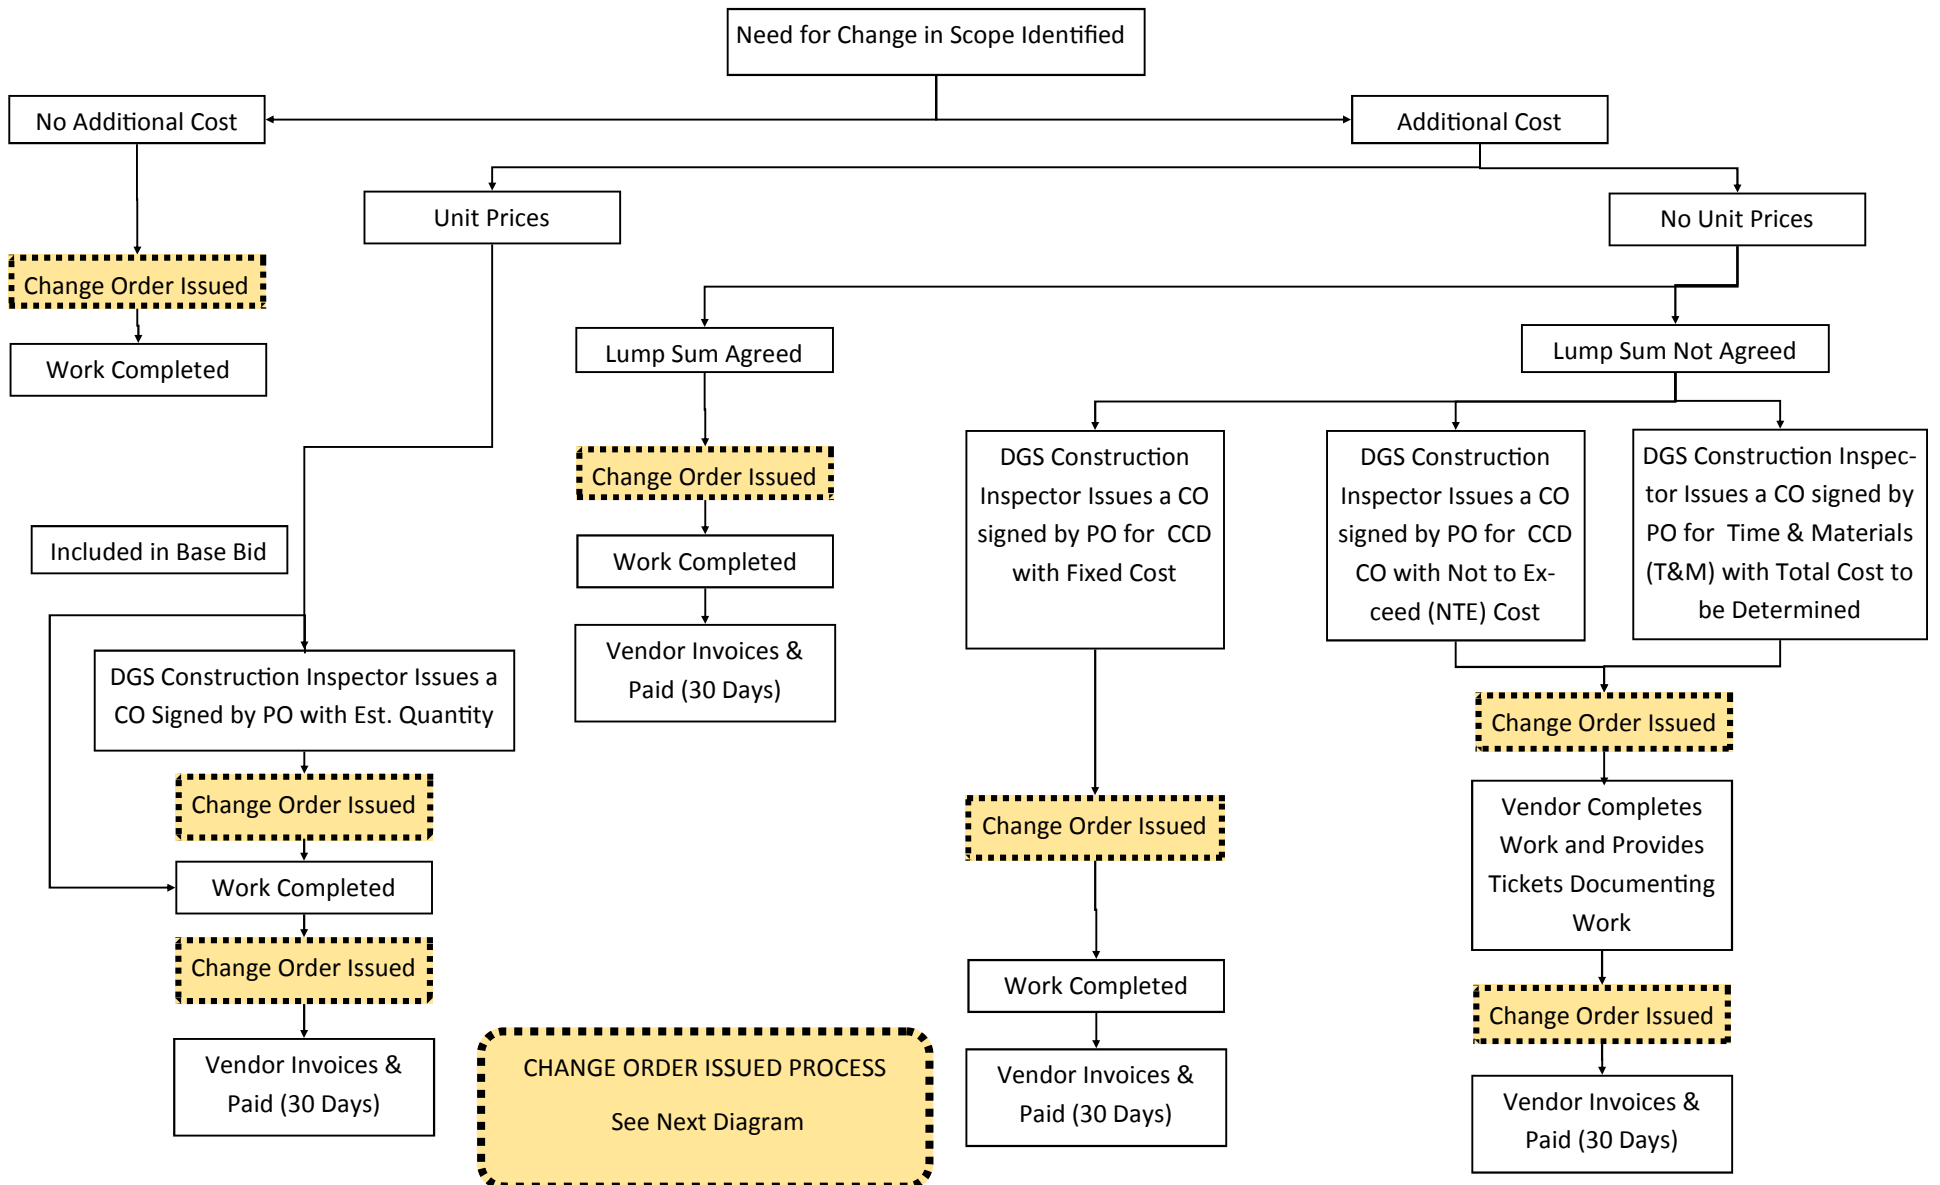 Need for Change in Scope Identified
No Additional Cost
Additional Cost
Unit Prices
No Unit Prices
Change Order Issued
Work Completed
Lump Sum Agreed
Lump Sum Not Agreed
Change Order Issued
Work Completed
Vendor Invoices &
Paid (30 Days)
DGS Construction
Inspector Issues a CO
signed by PO for CCD
with Fixed Cost
DGS Construction
Inspector Issues a CO
signed by PO for CCD
CO with Not to Ex-
ceed (NTE) Cost
DGS Construction Inspec-
tor Issues a CO signed by
PO for Time & Materials
(T&M) with Total Cost to
be Determined
Included in Base Bid
DGS Construction Inspector Issues a
CO Signed by PO with Est. Quantity
Change Order Issued
Work Completed
Change Order Issued
Vendor Invoices &
Paid (30 Days)
Change Order Issued
Work Completed
Vendor Invoices &
Paid (30 Days)
Change Order Issued
Vendor Completes
Work and Provides
Tickets Documenting
Work
Change Order Issued
Vendor Invoices &
Paid (30 Days)
CHANGE ORDER ISSUED PROCESS
See Next Diagram